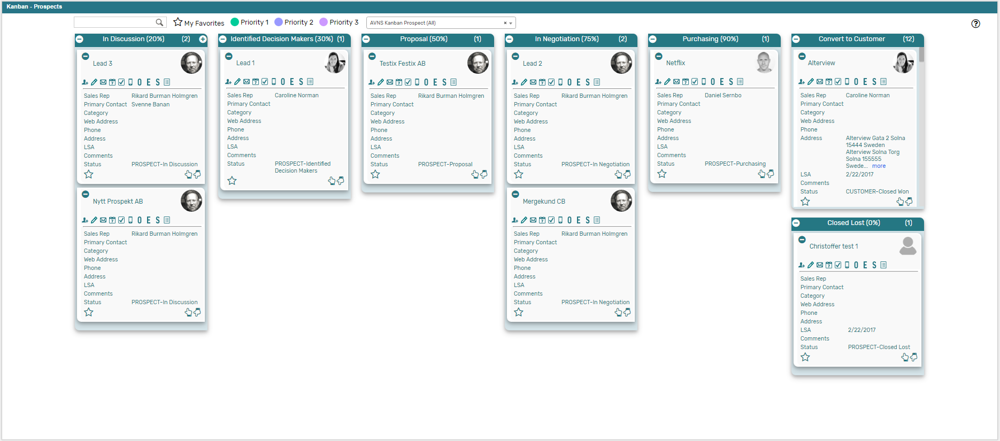 Kanban - Prospects
My Favorites Priority 1 Priority 2 Priority 3 AVNS Kanban Prospect (All) × ?
In Discussion (20%) (2)
Lead 3
7 O E S
Sales Rep Rikard Burman Holmgren
Primary Contact Svenne Banan
Category
Web Address
Phone
Address
LSA
Comments
Status PROSPECT-In Discussion
Nytt Prospekt AB
7 O E S
Sales Rep Rikard Burman Holmgren
Primary Contact
Category
Web Address
Phone
Address
LSA
Comments
Status PROSPECT-In Discussion
Identified Decision Makers (30%) (1)
Lead 1
7 O E S
Sales Rep Caroline Norman
Primary Contact
Category
Web Address
Phone
Address
LSA
Comments
Status PROSPECT-Identified
Decision Makers
Proposal (50%) (1)
Testix Festix AB
7 O E S
Sales Rep Rikard Burman Holmgren
Primary Contact
Category
Web Address
Phone
Address
LSA
Comments
Status PROSPECT-Proposal
In Negotiation (75%) (2)
Lead 2
7 O E S
Sales Rep Rikard Burman Holmgren
Primary Contact
Category
Web Address
Phone
Address
LSA
Comments
Status PROSPECT-In Negotiation
Mergekund CB
7 O E S
Sales Rep Rikard Burman Holmgren
Primary Contact
Category
Web Address
Phone
Address
LSA
Comments
Status PROSPECT-In Negotiation
Purchasing (90%) (1)
Netflix
7 O E S
Sales Rep Daniel Sernbo
Primary Contact
Category
Web Address
Phone
Address
LSA
Comments
Status PROSPECT-Purchasing
Convert to Customer (12)
Alterview
7 O E S
Sales Rep Caroline Norman
Primary Contact
Category
Web Address
Phone
Address Alterview Gata 2 Solna
15444 Sweden
Alterview Solna Torg
Solna 155555
Swede... more
LSA 2/22/2017
Comments
Status CUSTOMER-Closed Won
Closed Lost (0%) (1)
Christoffer test 1
7 O E S
Sales Rep
Primary Contact
Category
Web Address
Phone
Address
LSA 2/22/2017
Comments
Status PROSPECT-Closed Lost